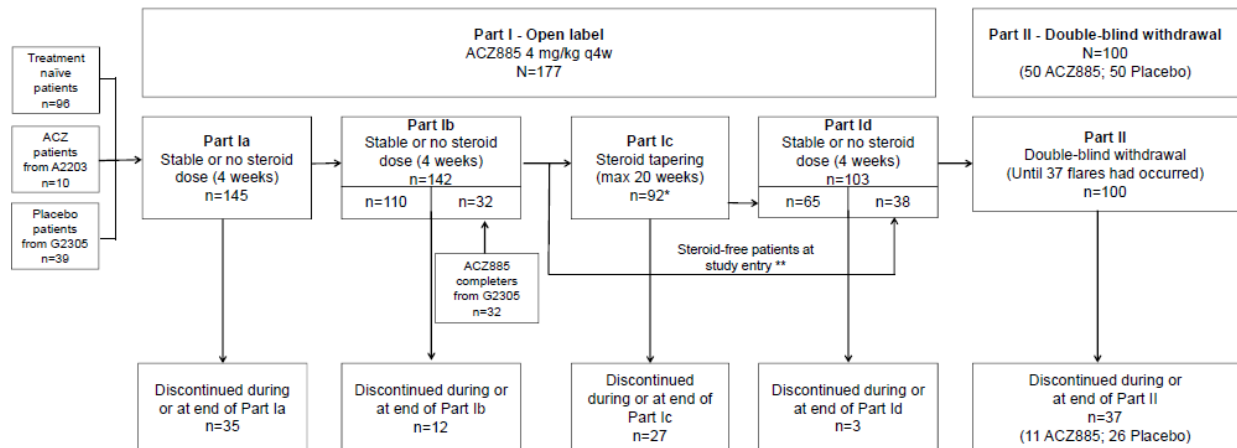 Part I - Open label
ACZ885 4 mg/kg q4w
N=177
Part II - Double-blind withdrawal
N=100
(50 ACZ885; 50 Placebo)
Treatment
naïve
patients
n=96
ACZ
patients
from A2203
n=10
Placebo
patients
from G2305
n=39
Part Ia
Stable or no steroid
dose (4 weeks)
n=145
Part Ib
Stable or no steroid
dose (4 weeks)
n=142
n=110
n=32
ACZ885
completers
from G2305
n=32
Part Ic
Steroid tapering
(max 20 weeks)
n=92*
Part Id
Stable or no steroid
dose (4 weeks)
n=103
n=65
n=38
Steroid-free patients at
study entry **
Part II
Double-blind withdrawal
(Until 37 flares had occurred)
n=100
Discontinued during
or at end of Part Ia
n=35
Discontinued during or
at end of Part Ib
n=12
Discontinued
during or at end of
Part Ic
n=27
Discontinued during
or at end of Part Id
n=3
Discontinued during or
at end of Part II
n=37
(11 ACZ885; 26 Placebo)